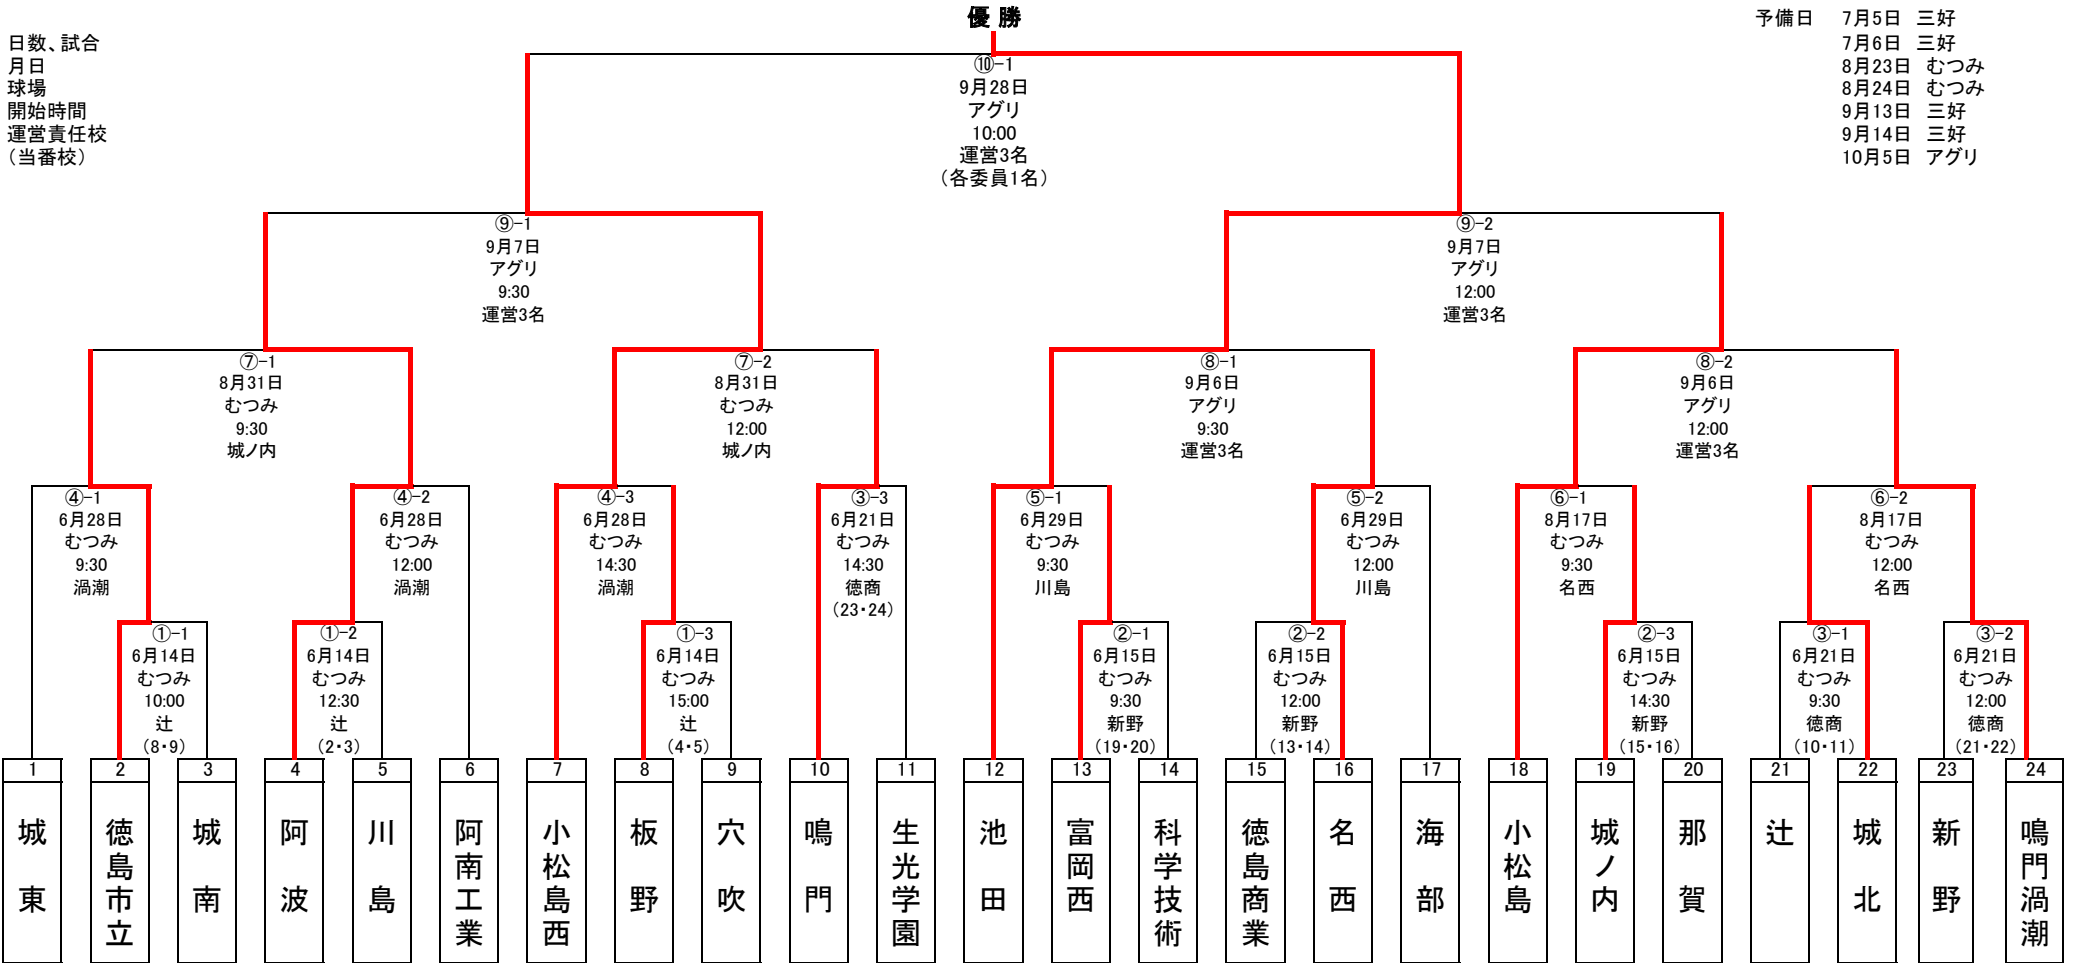 優 勝
日数、試合
月日
球場
開始時間
運営責任校
（当番校）
予備日 7月5日 三好
7月6日 三好
8月23日 むつみ
8月24日 むつみ
9月13日 三好
9月14日 三好
10月5日 アグリ
⑩-1
9月28日
アグリ
10:00
運営3名
（各委員1名）
⑨-1
9月7日
アグリ
9:30
運営3名
⑨-2
9月7日
アグリ
12:00
運営3名
⑦-1
8月31日
むつみ
9:30
城ノ内
⑦-2
8月31日
むつみ
12:00
城ノ内
⑧-1
9月6日
アグリ
9:30
運営3名
⑧-2
9月6日
アグリ
12:00
運営3名
④-1
6月28日
むつみ
9:30
渦潮
④-2
6月28日
むつみ
12:00
渦潮
④-3
6月28日
むつみ
14:30
渦潮
③-3
6月21日
むつみ
14:30
徳商
（23・24）
⑤-1
6月29日
むつみ
9:30
川島
⑤-2
6月29日
むつみ
12:00
川島
⑥-1
8月17日
むつみ
9:30
名西
⑥-2
8月17日
むつみ
12:00
名西
①-1
6月14日
むつみ
10:00
辻
（8・9）
①-2
6月14日
むつみ
12:30
辻
（2・3）
①-3
6月14日
むつみ
15:00
辻
（4・5）
②-1
6月15日
むつみ
9:30
新野
（19・20）
②-2
6月15日
むつみ
12:00
新野
（13・14）
②-3
6月15日
むつみ
14:30
新野
（15・16）
③-1
6月21日
むつみ
9:30
徳商
（10・11）
③-2
6月21日
むつみ
12:00
徳商
（21・22）
1
城東
2
徳島市立
3
城南
4
阿波
5
川島
6
阿南工業
7
小松島西
8
板野
9
穴吹
10
鳴門
11
生光学園
12
池田
13
富岡西
14
科学技術
15
徳島商業
16
名西
17
海部
18
小松島
19
城ノ内
20
那賀
21
辻
22
城北
23
新野
24
鳴門渦潮